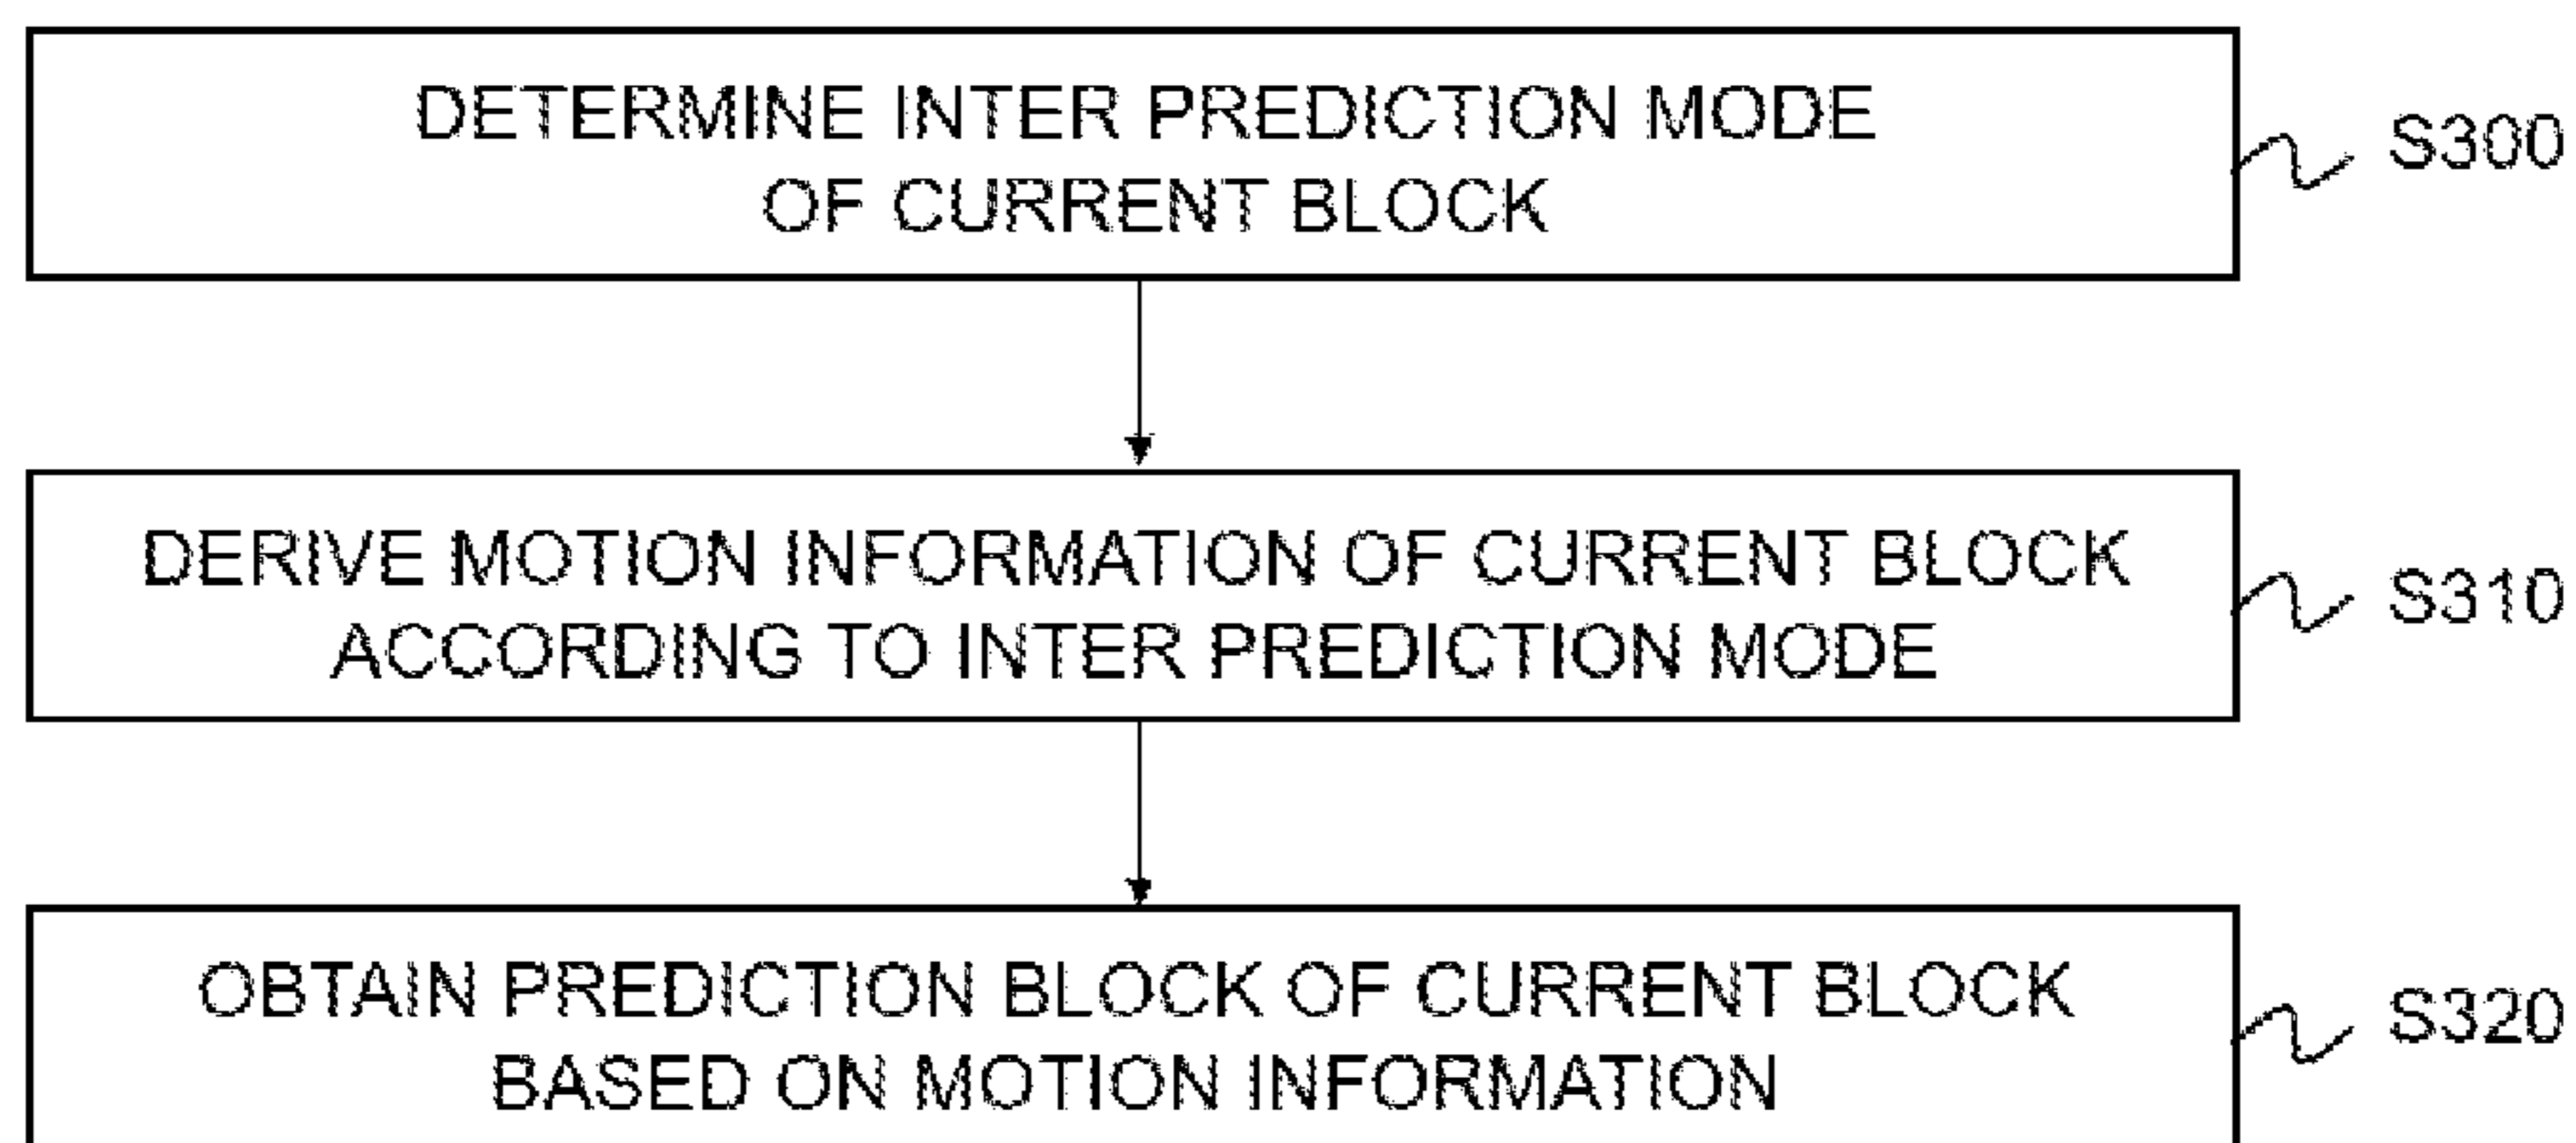 DETERMINE INTER PREDICTION MODE
OF CURRENT BLOCK
S300
DERIVE MOTION INFORMATION OF CURRENT BLOCK
ACCORDING TO INTER PREDICTION MODE
S310
OBTAIN PREDICTION BLOCK OF CURRENT BLOCK
BASED ON MOTION INFORMATION
S320